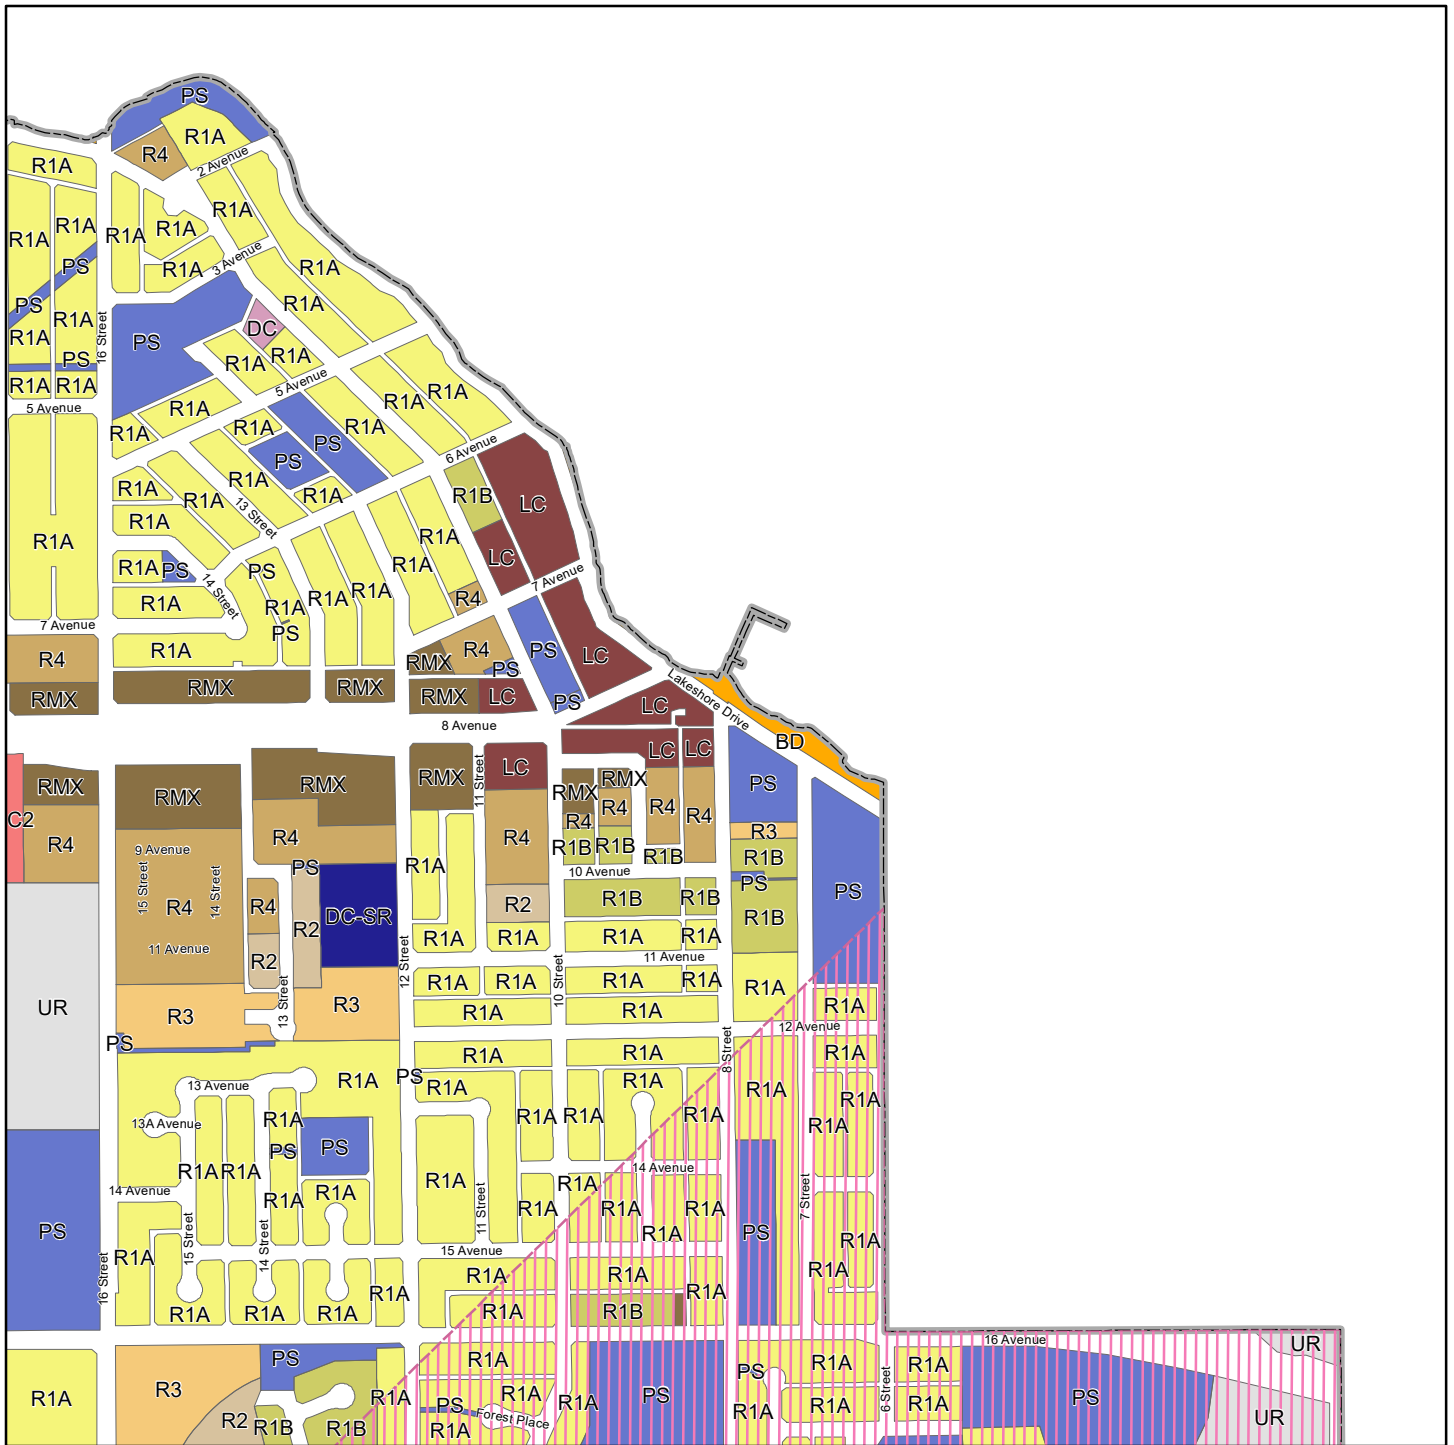 PS
R1A
R4
2 Avenue
R1A
R1A
R1A
R1A
R1A
R1A
R1A
3 Avenue
PS
R1A
R1A
PS
R1A
R1A
DC
16 Street
R1A
PS
R1A
R1A
PS
R1A
R1A
5 Avenue
R1A
R1A
R1A
5 Avenue
R1A
R1A
R1A
R1A
PS
6 Avenue
PS
R1A
R1A
R1A
R1A
R1B
LC
R1A
13 Street
R1A
R1A
LC
R1A
R1A
PS
PS
7 Avenue
R1A
14 Street
R1A
R1A
R1A
R4
R1A
7 Avenue
PS
R1A
R4
PS
LC
R4
RMX
PS
RMX
RMX
RMX
RMX
LC
PS
LC
Lakeshore Drive
8 Avenue
BD
LC
LC
RMX
LC
RMX
RMX
RMX
11 Street
RMX
RMX
PS
RMX
C2
R4
R4
R4
R4
R4
R4
R4
R3
9 Avenue
R1B
R1B
R1B
R1B
PS
R1A
10 Avenue
15 Street
14 Street
PS
PS
R4
R4
R2
R1B
R1B
DC-SR
R1B
R2
R1A
R1A
R1A
R1A
11 Avenue
R2
12 Street
11 Avenue
R1A
R1A
10 Street
R1A
R1A
R1A
13 Street
UR
R3
R3
R1A
R1A
R1A
12 Avenue
PS
8 Street
R1A
R1A
R1A
PS
R1A
R1A
R1A
13 Avenue
R1A
R1A
R1A
R1A
R1A
R1A
R1A
13A Avenue
R1A
PS
PS
14 Avenue
R1A
R1A
R1A
R1A
14 Avenue
R1A
R1A
R1A
7 Street
R1A
R1A
R1A
11 Street
PS
PS
R1A
R1A
15 Street
14 Street
15 Avenue
R1A
R1A
R1A
R1A
16 Street
R1A
R1A
R1A
R1A
R1A
R1A
R1B
16 Avenue
UR
PS
R1A
R1A
R1A
PS
R3
R1A
R1A
R1A
PS
PS
R1A
6 Street
R1A
R1A
PS
R1A
R2
R1B
R1B
Forest Place
R1A
UR